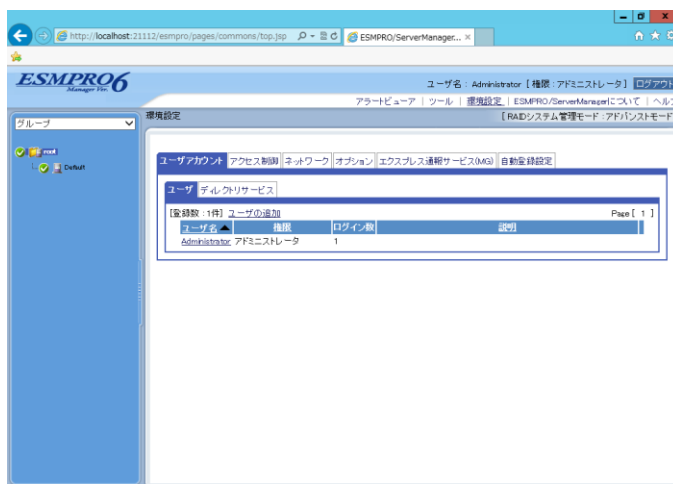 http://localhost:21112/esmpro/pages/commons/top.jsp
ESMPRO/ServerManager... ×
ESMPRO6
Manager Ver.
ユーザ名 : Administrator [ 権限 : アドミニストレータ ] ログアウト
アラートビューア | ツール | 環境設定 | ESMPRO/ServerManagerについて | ヘル
グループ
環境設定
[ RAIDシステム管理モード : アドバンストモード
root
Default
ユーザアカウント アクセス制御 ネットワーク オプション エクスプレス通報サービス(MG) 自動登録設定
ユーザ ディレクトリサービス
[登録数 : 1件] ユーザの追加 Page [ 1 ]
ユーザ名 ▲ 権限 ログイン数 説明
Administrator アドミニストレータ 1